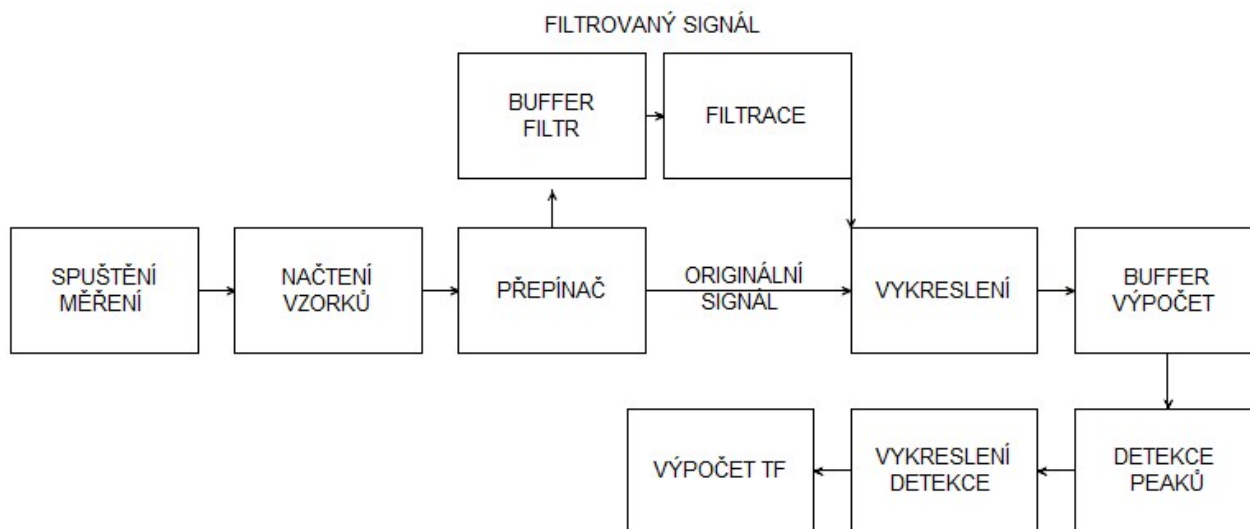 FILTROVANÝ SIGNÁL
BUFFER
FILTR
FILTRACE
SPUŠTĚNÍ
MĚŘENÍ
NAČTENÍ
VZORKŮ
PŘEPÍNAČ
ORIGINÁLNÍ
SIGNÁL
VYKRESLENÍ
BUFFER
VÝPOČET
VÝPOČET TF
VYKRESLENÍ
DETEKCE
DETEKCE
PEAKŮ